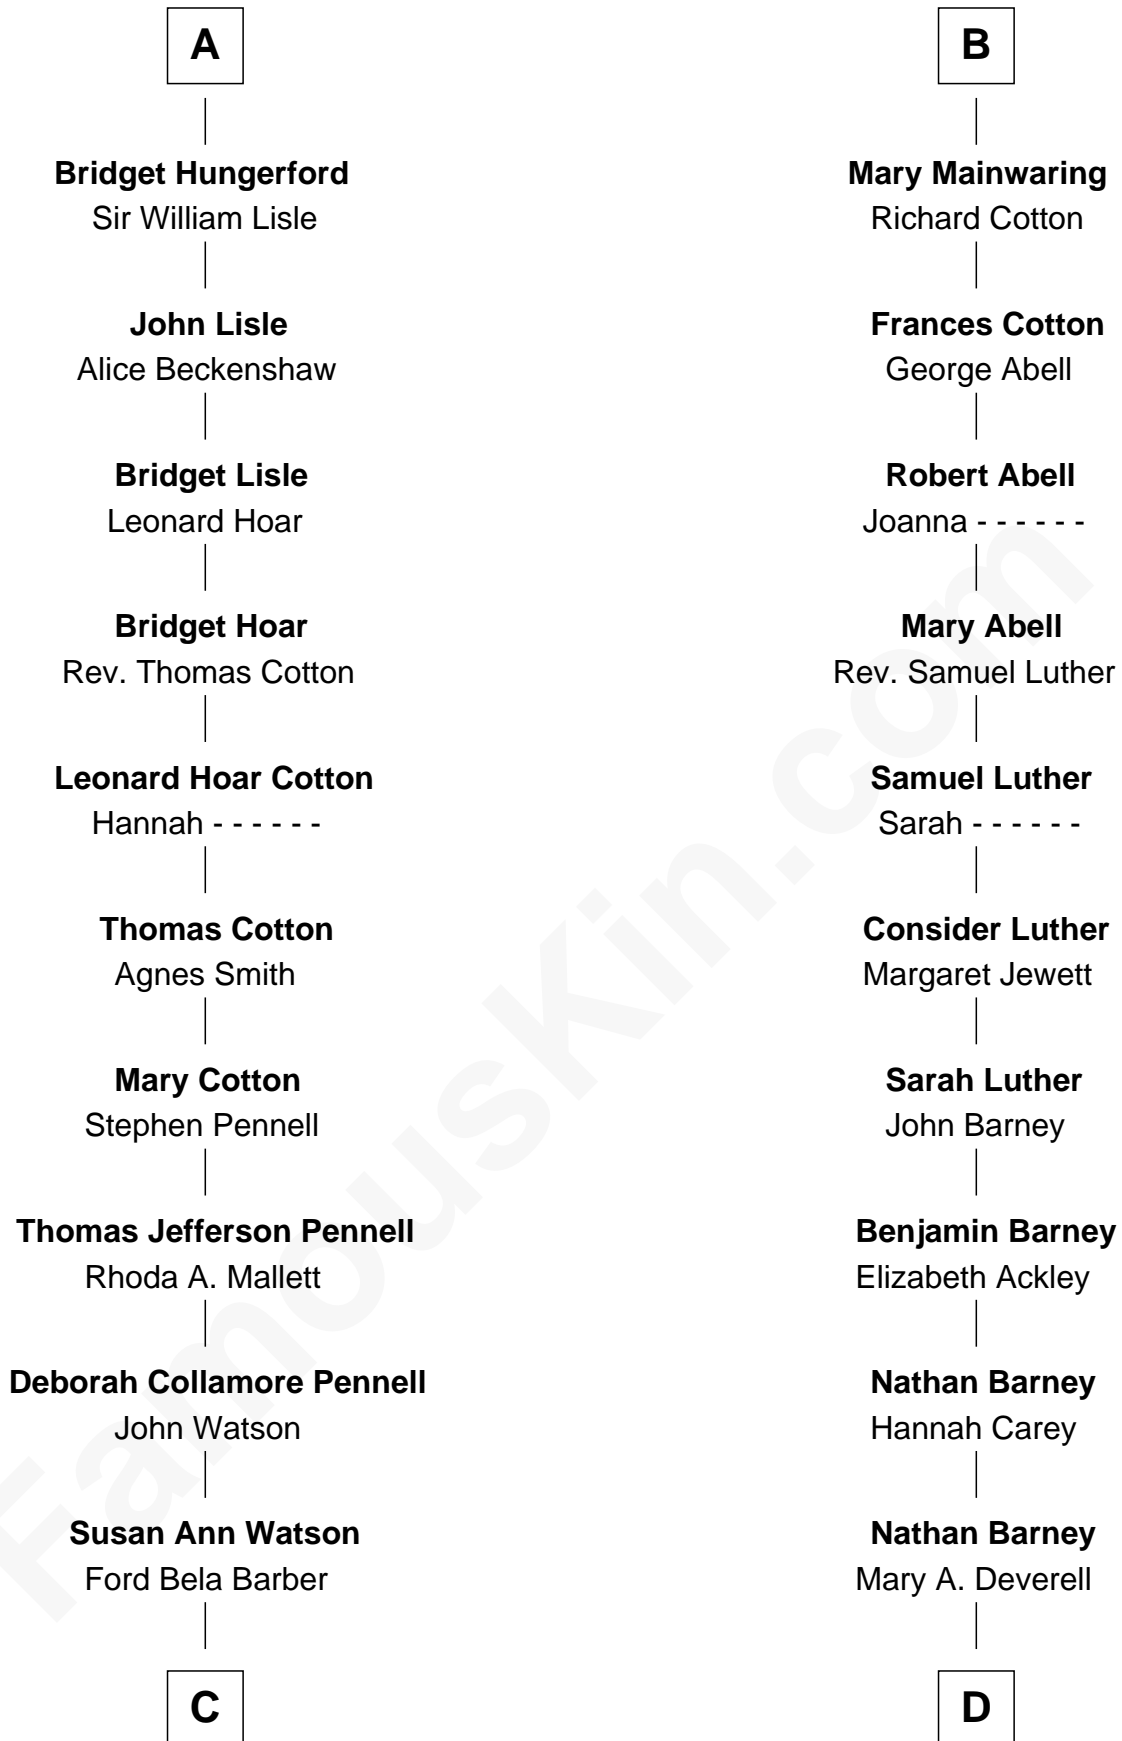 A
Bridget Hungerford
Sir William Lisle
John Lisle
Alice Beckenshaw
Bridget Lisle
Leonard Hoar
Bridget Hoar
Rev. Thomas Cotton
Leonard Hoar Cotton
Hannah - - - - - -
Thomas Cotton
Agnes Smith
Mary Cotton
Stephen Pennell
Thomas Jefferson Pennell
Rhoda A. Mallett
Deborah Collamore Pennell
John Watson
Susan Ann Watson
Ford Bela Barber
C
B
Mary Mainwaring
Richard Cotton
Frances Cotton
George Abell
Robert Abell
Joanna - - - - - -
Mary Abell
Rev. Samuel Luther
Samuel Luther
Sarah - - - - - -
Consider Luther
Margaret Jewett
Sarah Luther
John Barney
Benjamin Barney
Elizabeth Ackley
Nathan Barney
Hannah Carey
Nathan Barney
Mary A. Deverell
D
FamousKin.com